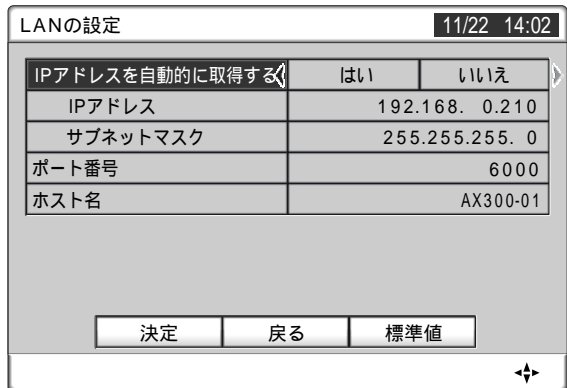 LANの設定 11/22 14:02
IPアドレスを自動的に取得する はい いいえ
IPアドレス 192.168. 0.210
サブネットマスク 255.255.255. 0
ポート番号 6000
ホスト名 AX300-01
決定 戻る 標準値